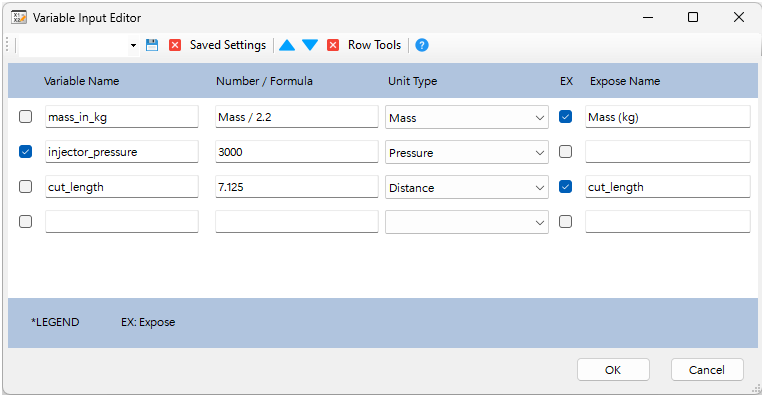 Variable Input Editor
Saved Settings Row Tools ?
Variable Name Number / Formula Unit Type EX Expose Name
mass_in_kg Mass / 2.2 Mass Mass (kg)
injector_pressure 3000 Pressure
cut_length 7.125 Distance cut_length
*LEGEND EX: Expose
OK Cancel